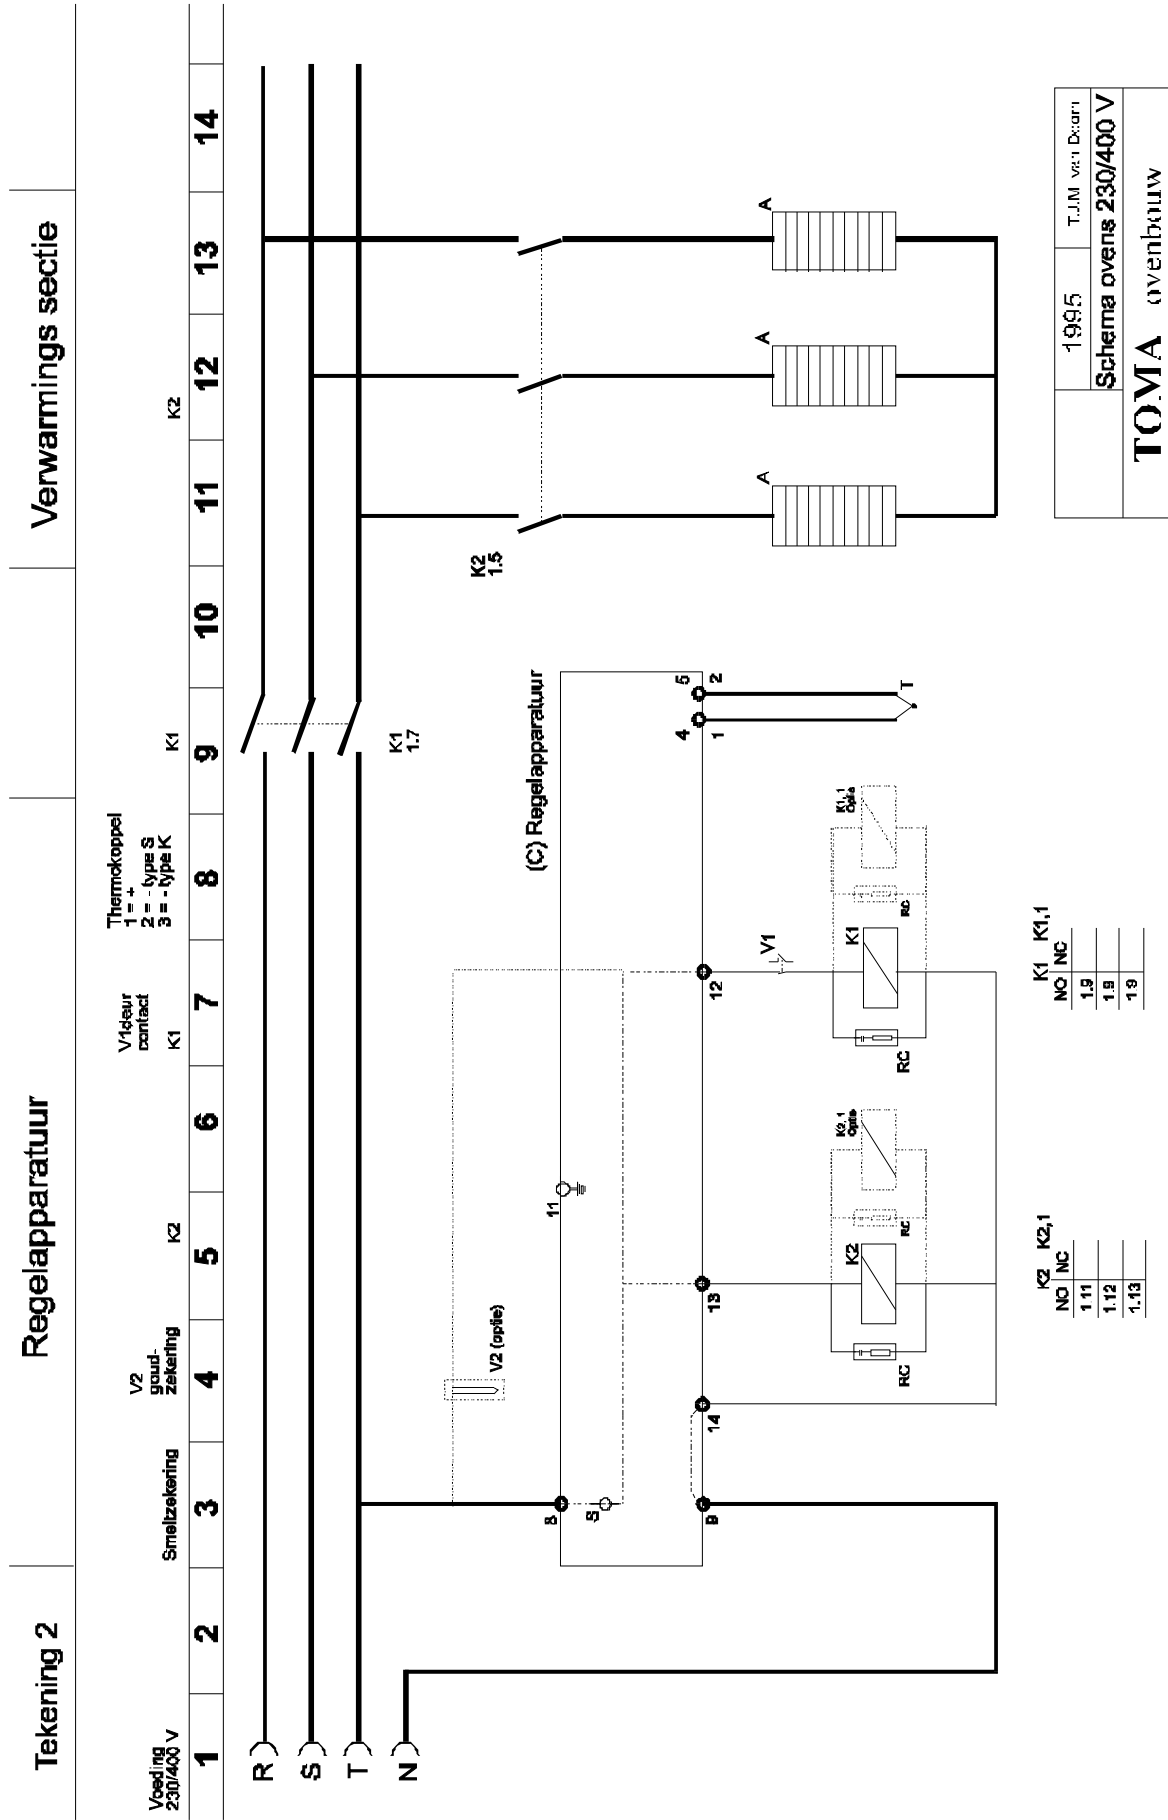 Tekening 2
Regelapparatuur
Verwarmings sectie
Voeding
230/400 V
Smeltzekering
V2
goud-
zekering
K2
V1deur
contact
K1
Thermokoppel
1 = +
2 = - type S
3 = - type K
K1
K2
1 2 3 4 5 6 7 8 9 10 11 12 13 14
R
S
T
N
K1
1.7
K2
1.5
V2 (optie)
(C) Regelapparatuur
8
S
11
9
14
13
12
4
1
5
2
T
V1
A
A
A
RC
K2
RC
K2,1
Optie
RC
K1
RC
K1,1
Optie
K2 K2,1
NO NC
1.11
1.12
1.13
K1 K1,1
NO NC
1.9
1.9
1.9
1995
T.J.M. van
Schema ovens 230/400 V
TOMA ovenbouw